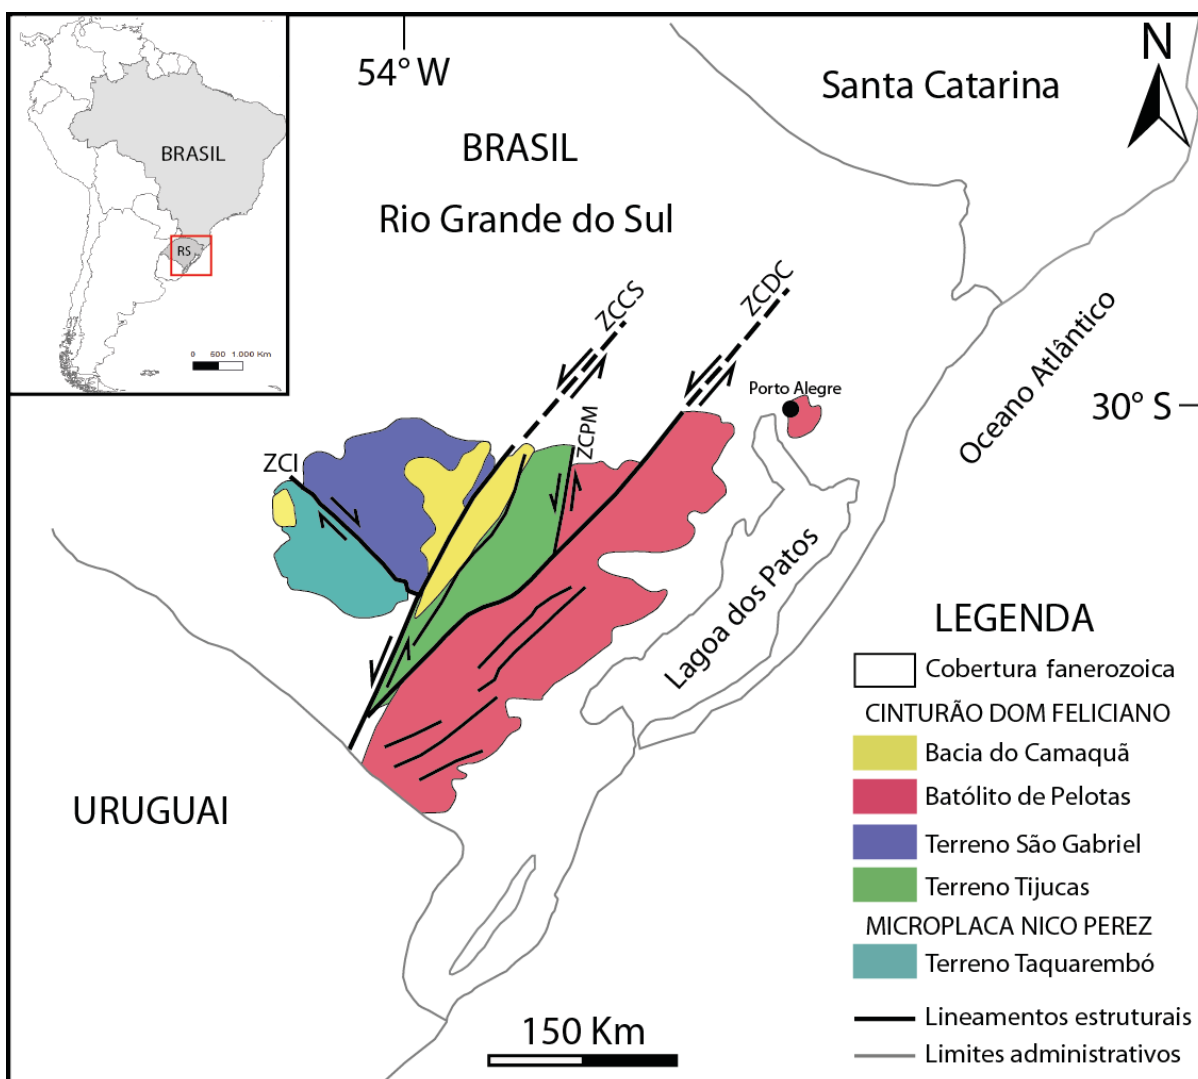 54° W
N
Santa Catarina
BRASIL
BRASIL
Rio Grande do Sul
RS
0 500 1.000 Km
ZCCS
ZCDC
Oceano Atlântico
Porto Alegre
30° S
ZCPM
ZCI
Lagoa dos Patos
URUGUAI
LEGENDA
Cobertura fanerozoica
CINTURÃO DOM FELICIANO
Bacia do Camaquã
Batólito de Pelotas
Terreno São Gabriel
Terreno Tijucas
MICROPLACA NICO PEREZ
Terreno Taquarembó
Lineamentos estruturais
Limites administrativos
150 Km